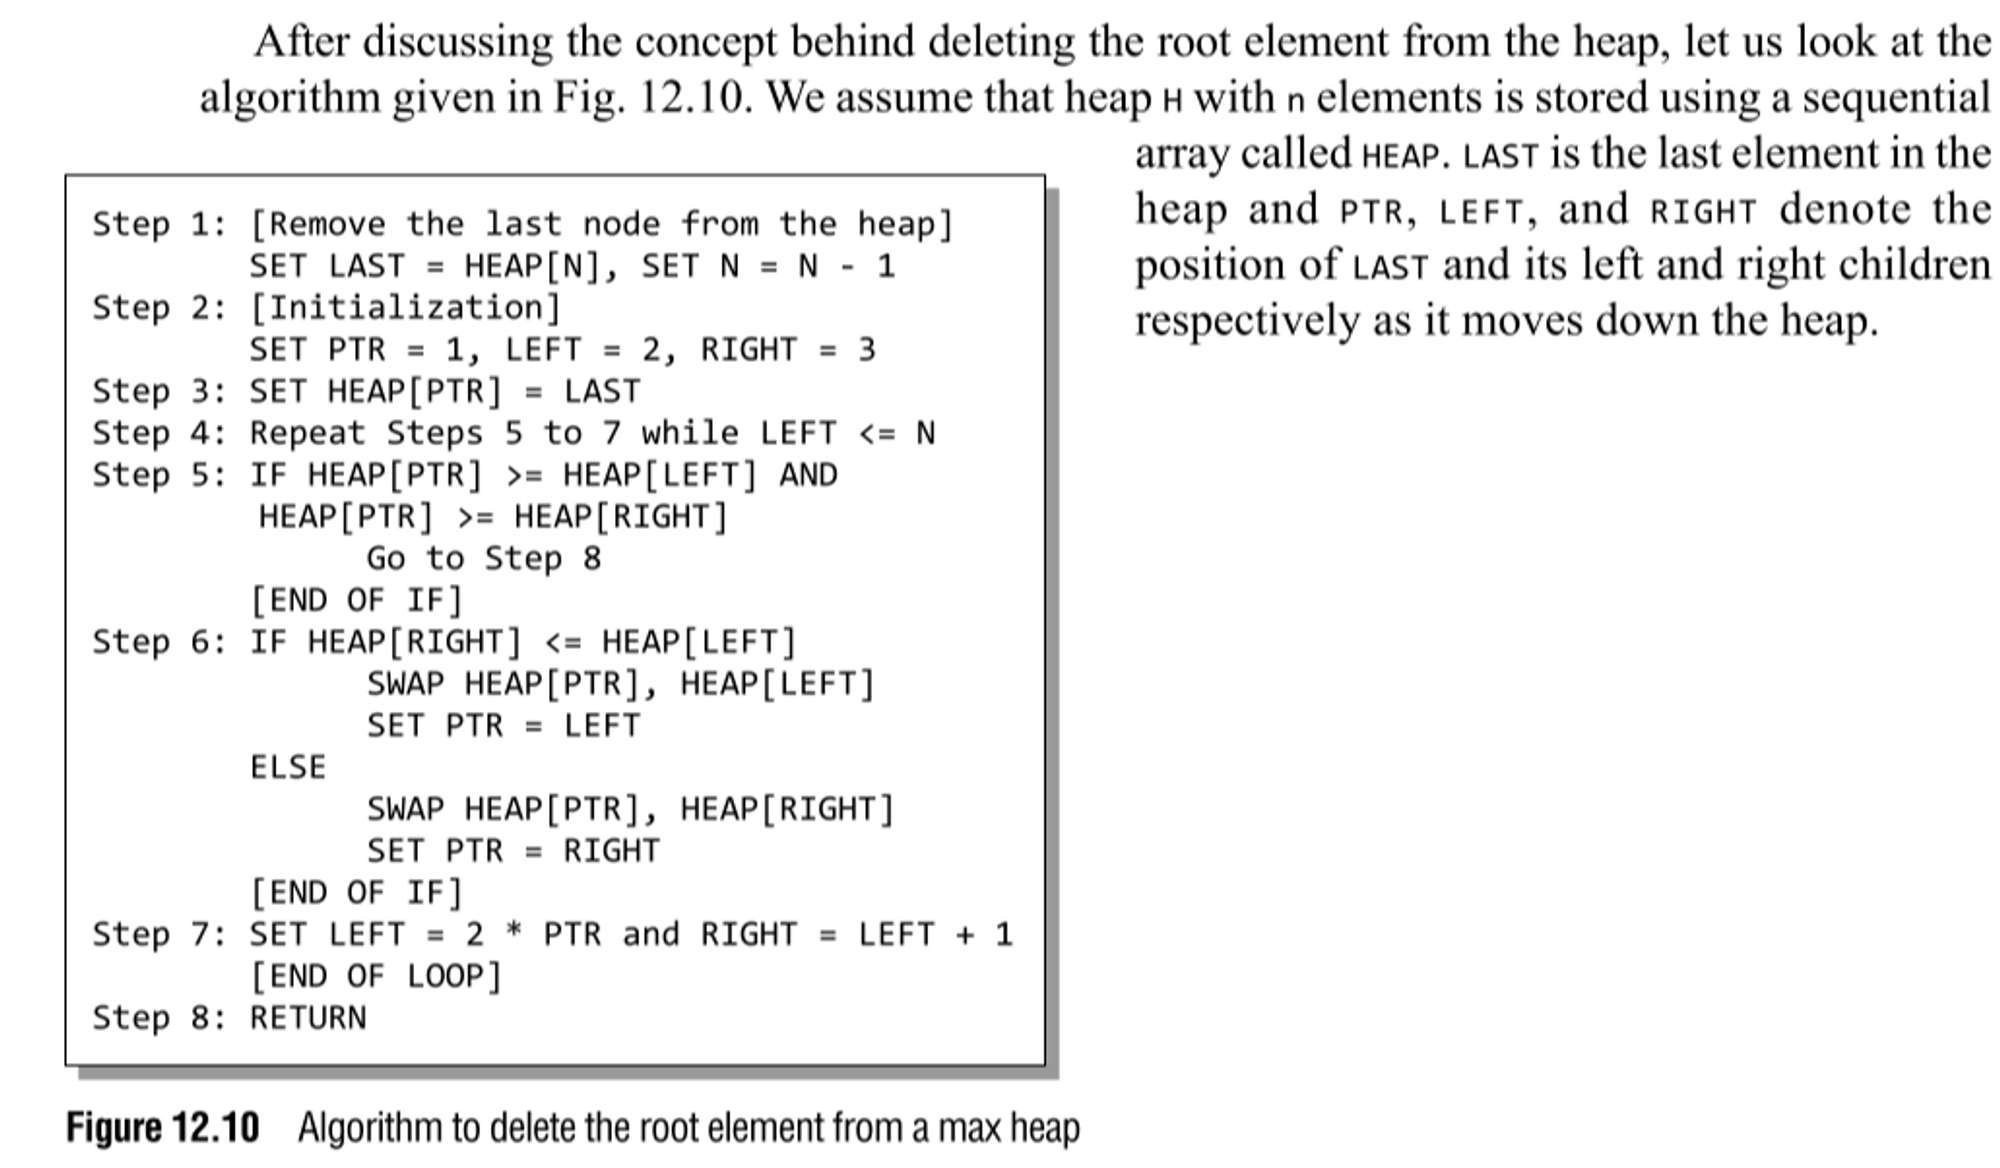 After discussing the concept behind deleting the root element from the heap, let us look at the
algorithm given in Fig. 12.10. We assume that heap H with n elements is stored using a sequential
array called HEAP. LAST is the last element in the
heap and PTR, LEFT, and RIGHT denote the
position of LAST and its left and right children
respectively as it moves down the heap.
Step 1: [Remove the last node from the heap]
SET LAST = HEAP[N], SET N = N - 1
Step 2: [Initialization]
SET PTR = 1, LEFT = 2, RIGHT = 3
Step 3: SET HEAP[PTR] = LAST
Step 4: Repeat Steps 5 to 7 while LEFT <= N
Step 5: IF HEAP[PTR] >= HEAP[LEFT] AND
HEAP[PTR] >= HEAP[RIGHT]
Go to Step 8
[END OF IF]
Step 6: IF HEAP[RIGHT] <= HEAP[LEFT]
SWAP HEAP[PTR], HEAP[LEFT]
SET PTR = LEFT
ELSE
SWAP HEAP[PTR], HEAP[RIGHT]
SET PTR = RIGHT
[END OF IF]
Step 7: SET LEFT = 2 * PTR and RIGHT = LEFT + 1
[END OF LOOP]
Step 8: RETURN
Figure 12.10 Algorithm to delete the root element from a max heap